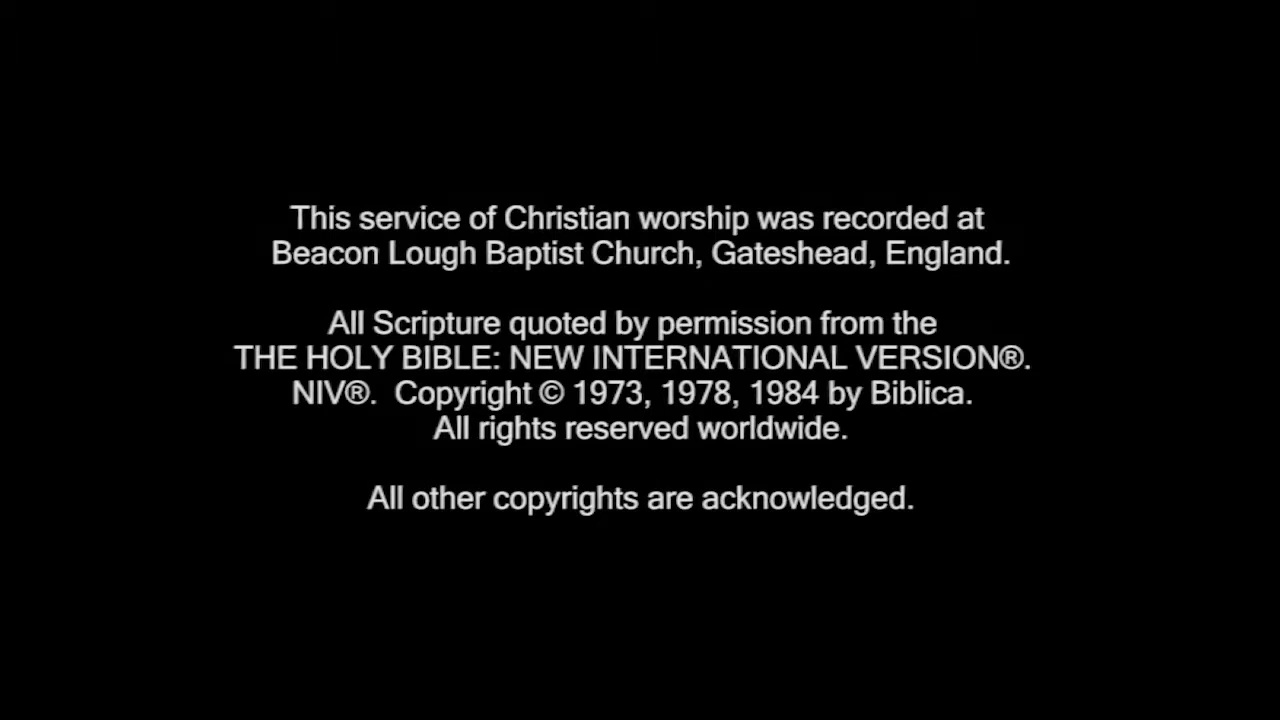 This service of Christian worship was recorded at
Beacon Lough Baptist Church, Gateshead, England.
All Scripture quoted by permission from the
THE HOLY BIBLE: NEW INTERNATIONAL VERSION®.
NIV®.  Copyright © 1973, 1978, 1984 by Biblica.
All rights reserved worldwide.
All other copyrights are acknowledged.